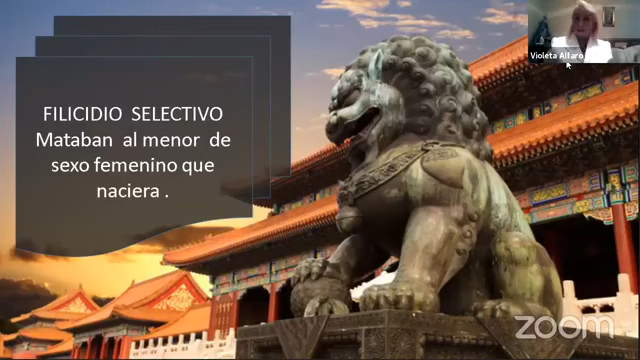 Violeta Alfaro
FILICIDIO SELECTIVO
Mataban al menor de
sexo femenino que
naciera .
zoom